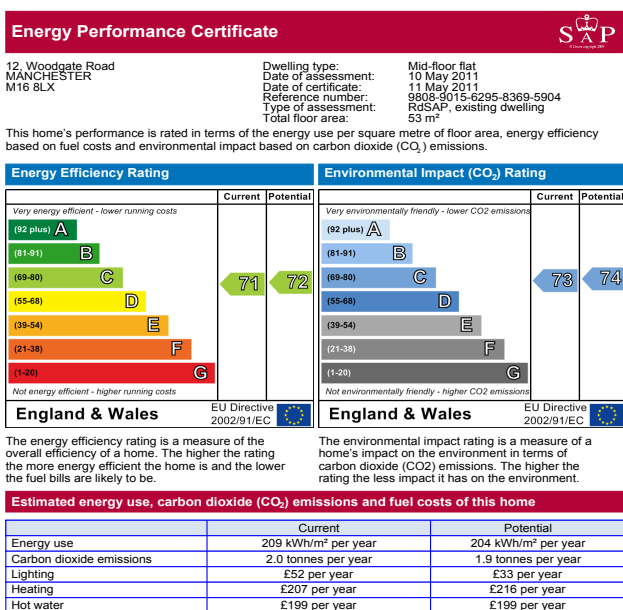 Energy Performance Certificate
SAP
12, Woodgate Road
MANCHESTER
M16 8LX
Dwelling type: Mid-floor flat
Date of assessment: 10 May 2011
Date of certificate: 11 May 2011
Reference number: 9808-9015-6295-8369-5904
Type of assessment: RdSAP, existing dwelling
Total floor area: 53 m²
This home's performance is rated in terms of the energy use per square metre of floor area, energy efficiency
based on fuel costs and environmental impact based on carbon dioxide (CO₂) emissions.
Energy Efficiency Rating
Current Potential
Very energy efficient - lower running costs
(92 plus) A
(81-91) B
(69-80) C
71 72
(55-68) D
(39-54) E
(21-38) F
(1-20) G
Not energy efficient - higher running costs
England & Wales
EU Directive
2002/91/EC
Environmental Impact (CO₂) Rating
Current Potential
Very environmentally friendly - lower CO2 emissions
(92 plus) A
(81-91) B
(69-80) C
73 74
(55-68) D
(39-54) E
(21-38) F
(1-20) G
Not environmentally friendly - higher CO2 emissions
England & Wales
EU Directive
2002/91/EC
The energy efficiency rating is a measure of the
overall efficiency of a home. The higher the rating
the more energy efficient the home is and the lower
the fuel bills are likely to be.
The environmental impact rating is a measure of a
home's impact on the environment in terms of
carbon dioxide (CO2) emissions. The higher the
rating the less impact it has on the environment.
Estimated energy use, carbon dioxide (CO₂) emissions and fuel costs of this home
Current Potential
Energy use 209 kWh/m² per year 204 kWh/m² per year
Carbon dioxide emissions 2.0 tonnes per year 1.9 tonnes per year
Lighting £52 per year £33 per year
Heating £207 per year £216 per year
Hot water £199 per year £199 per year